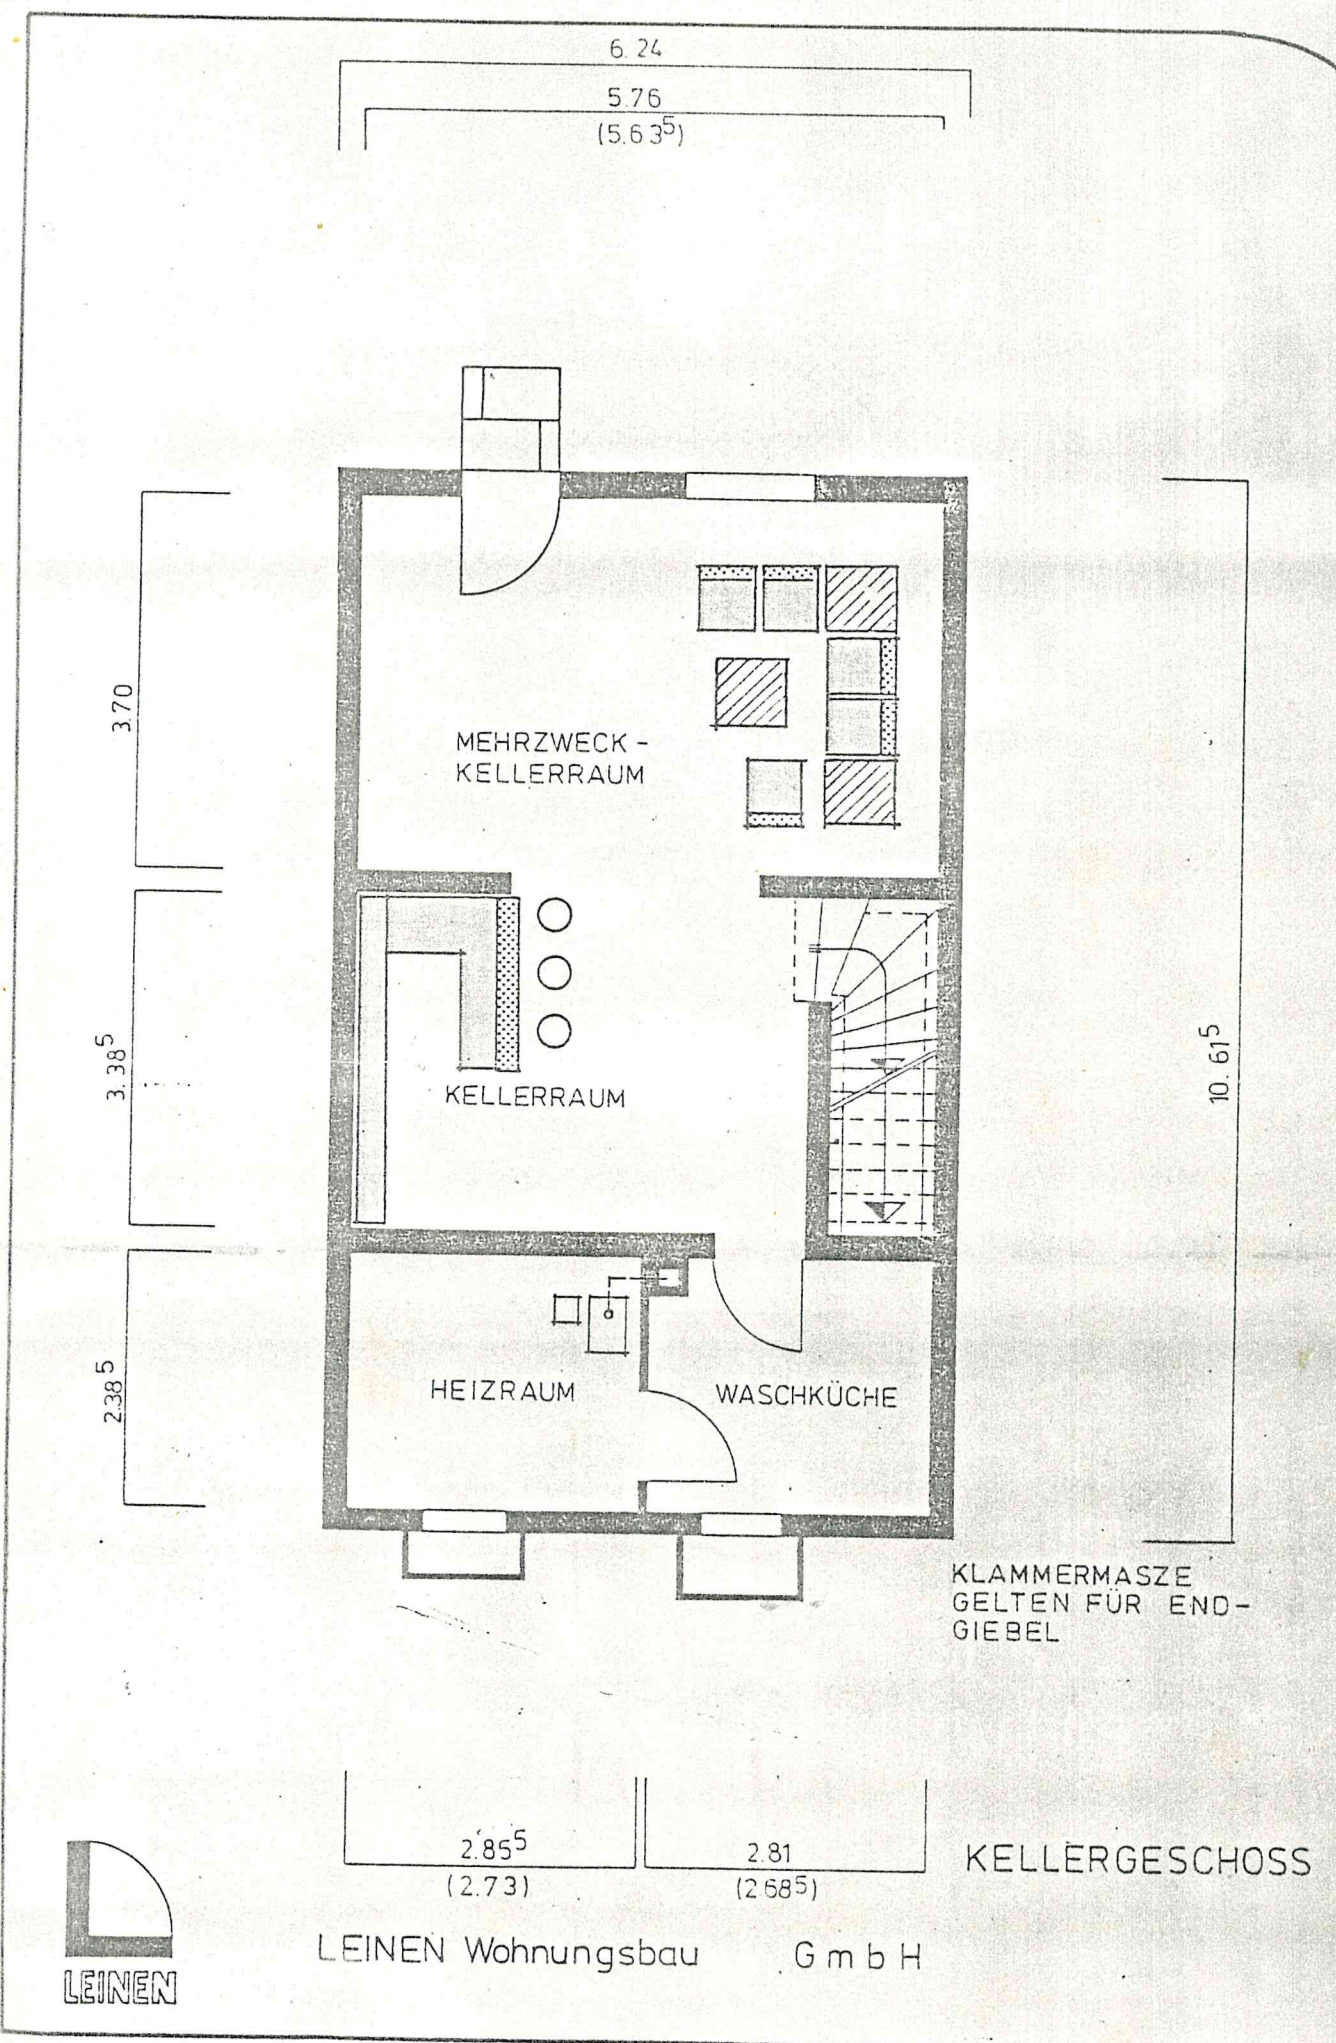 6.24
5.76
(5.63⁵)
3.70
MEHRZWECK-
KELLERRAUM
3.38⁵
KELLERRAUM
10.61⁵
2.38⁵
HEIZRAUM
WASCHKÜCHE
KLAMMERMASZE
GELTEN FÜR END-
GIEBEL
2.85⁵
(2.73)
2.81
(2.68⁵)
KELLERGESCHOSS
LEINEN Wohnungsbau GmbH
LEINEN